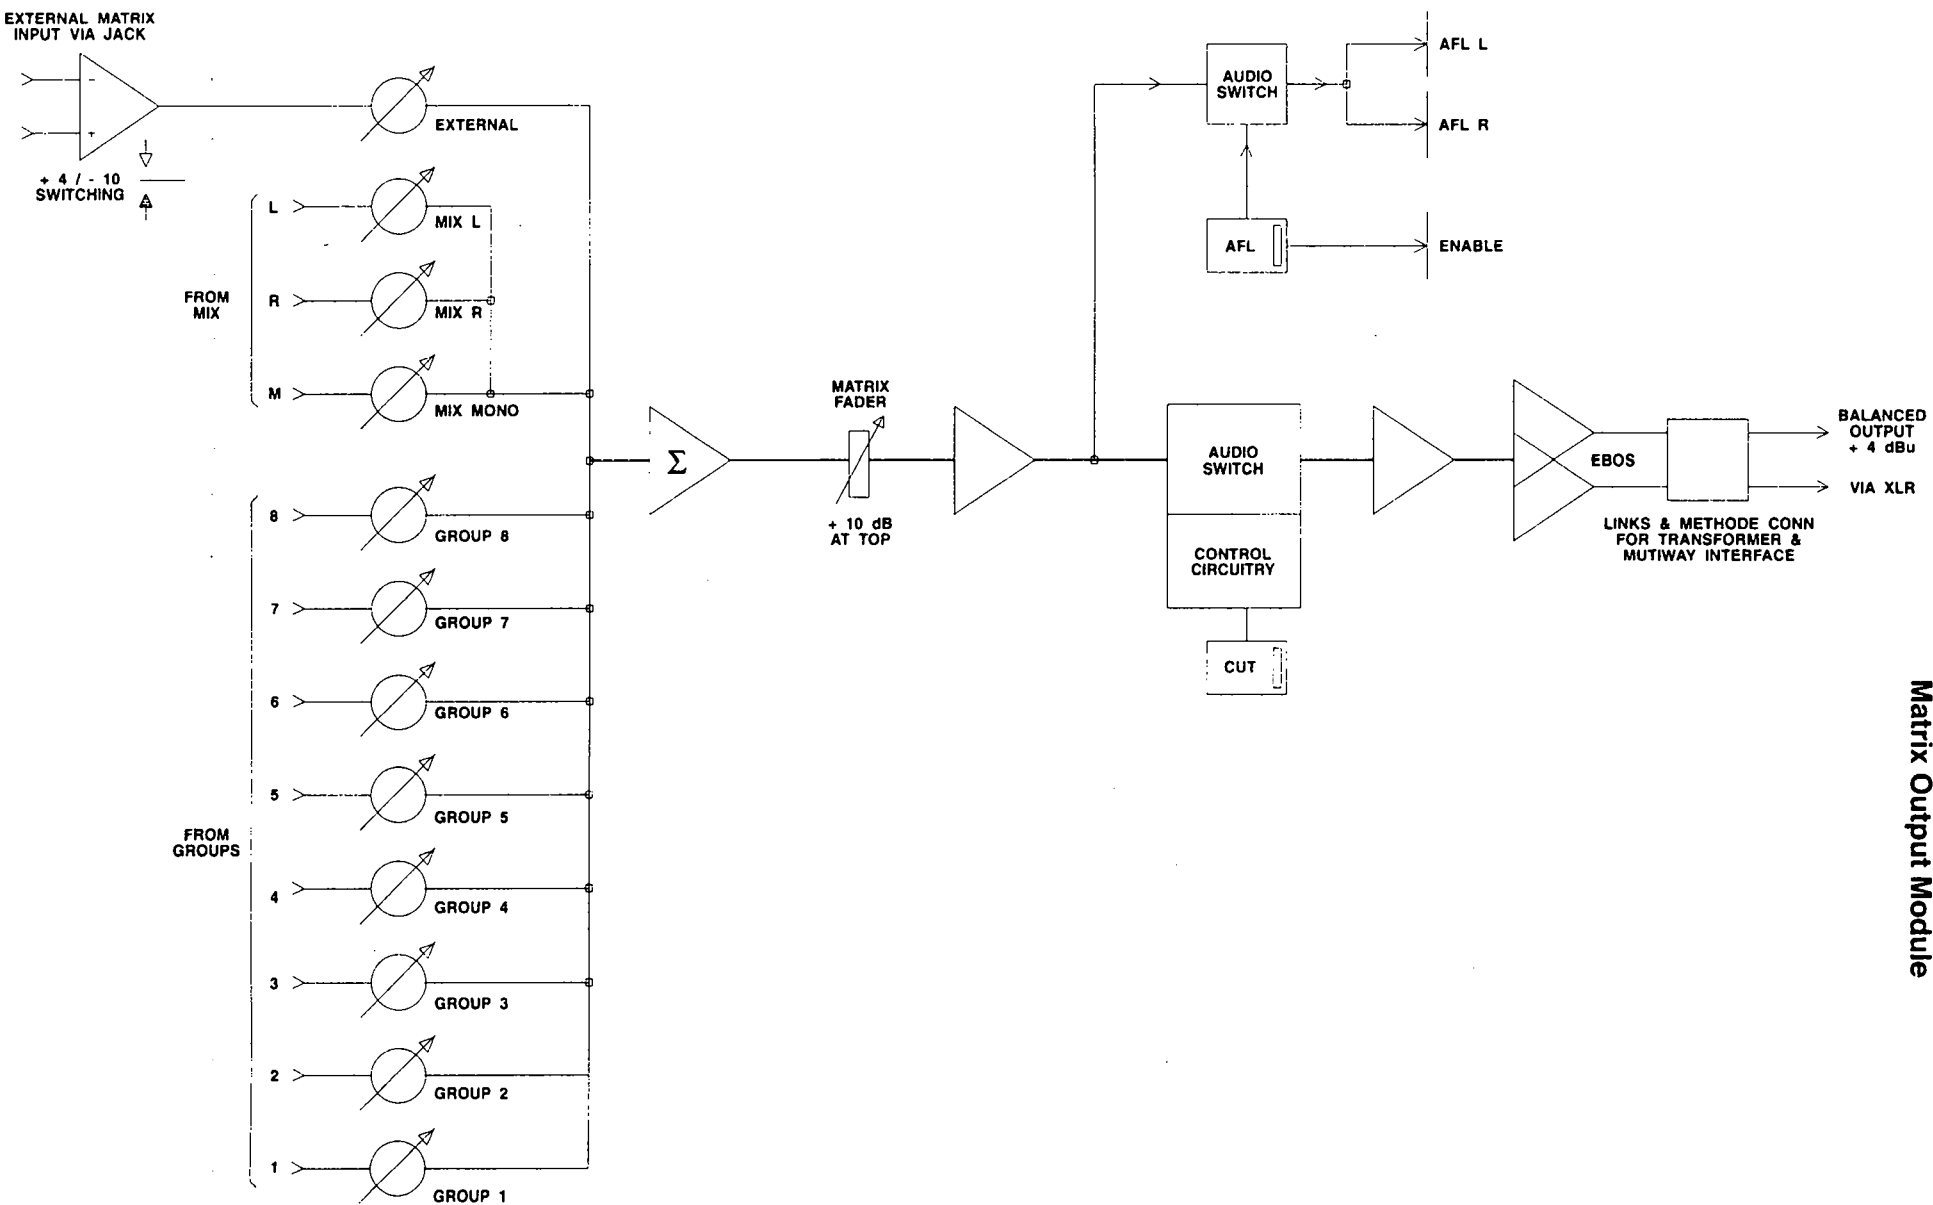 EXTERNAL MATRIX
INPUT VIA JACK
-
+
+ 4 / - 10
SWITCHING
EXTERNAL
FROM
MIX
L
MIX L
R
MIX R
M
MIX MONO
FROM
GROUPS
8
GROUP 8
7
GROUP 7
6
GROUP 6
5
GROUP 5
4
GROUP 4
3
GROUP 3
2
GROUP 2
1
GROUP 1
Σ
MATRIX
FADER
+ 10 dB
AT TOP
AUDIO
SWITCH
AFL L
AFL R
AFL
ENABLE
AUDIO
SWITCH
CONTROL
CIRCUITRY
CUT
EBOS
BALANCED
OUTPUT
+ 4 dBu
VIA XLR
LINKS & METHODE CONN
FOR TRANSFORMER &
MUTIWAY INTERFACE
Matrix Output Module